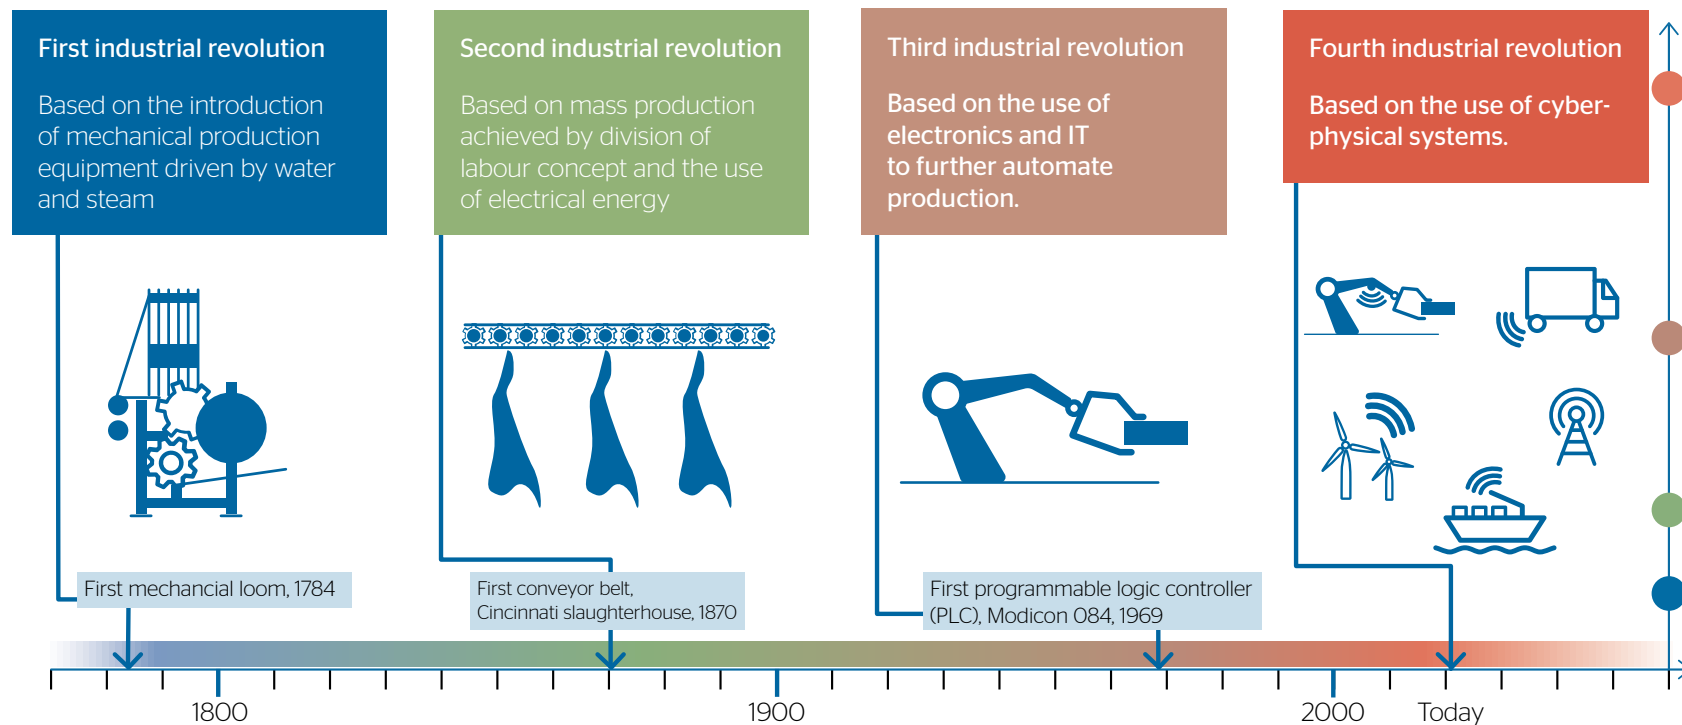 First industrial revolution
Based on the introduction
of mechanical production
equipment driven by water
and steam
Second industrial revolution
Based on mass production
achieved by division of
labour concept and the use
of electrical energy
Third industrial revolution
Based on the use of
electronics and IT
to further automate
production.
Fourth industrial revolution
Based on the use of cyber-
physical systems.
First mechancial loom, 1784
First conveyor belt,
Cincinnati slaughterhouse, 1870
First programmable logic controller
(PLC), Modicon 084, 1969
1800
1900
2000
Today